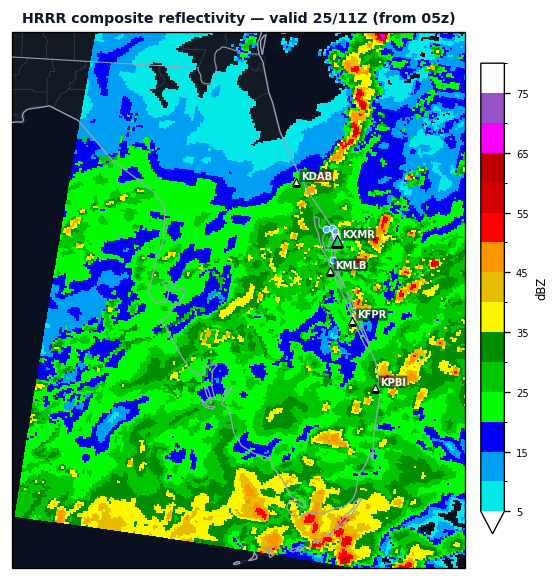 HRRR composite reflectivity — valid 25/11Z (from 05z)
KDAB
KXMR
KMLB
KFPR
KPBI
75
65
55
45
35
25
15
5
dBZ